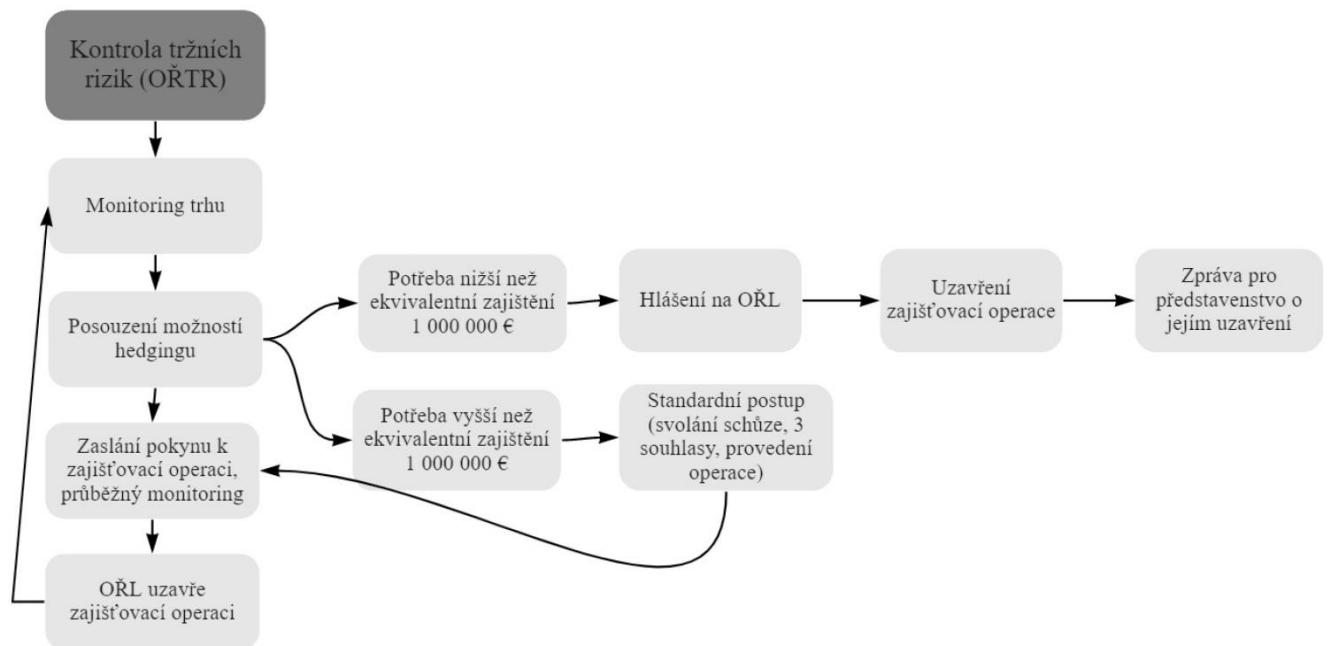 Kontrola tržních
rizik (OŘTR)
Monitoring trhu
Posouzení možností
hedgingu
Potřeba nižší než
ekvivalentní zajištění
1 000 000 €
Hlášení na OŘL
Uzavření
zajišťovací operace
Zpráva pro
představenstvo o
jejím uzavření
Potřeba vyšší než
ekvivalentní zajištění
1 000 000 €
Standardní postup
(svolání schůze, 3
souhlasy, provedení
operace)
Zaslání pokynu k
zajišťovací operaci,
průběžný monitoring
OŘL uzavře
zajišťovací operaci